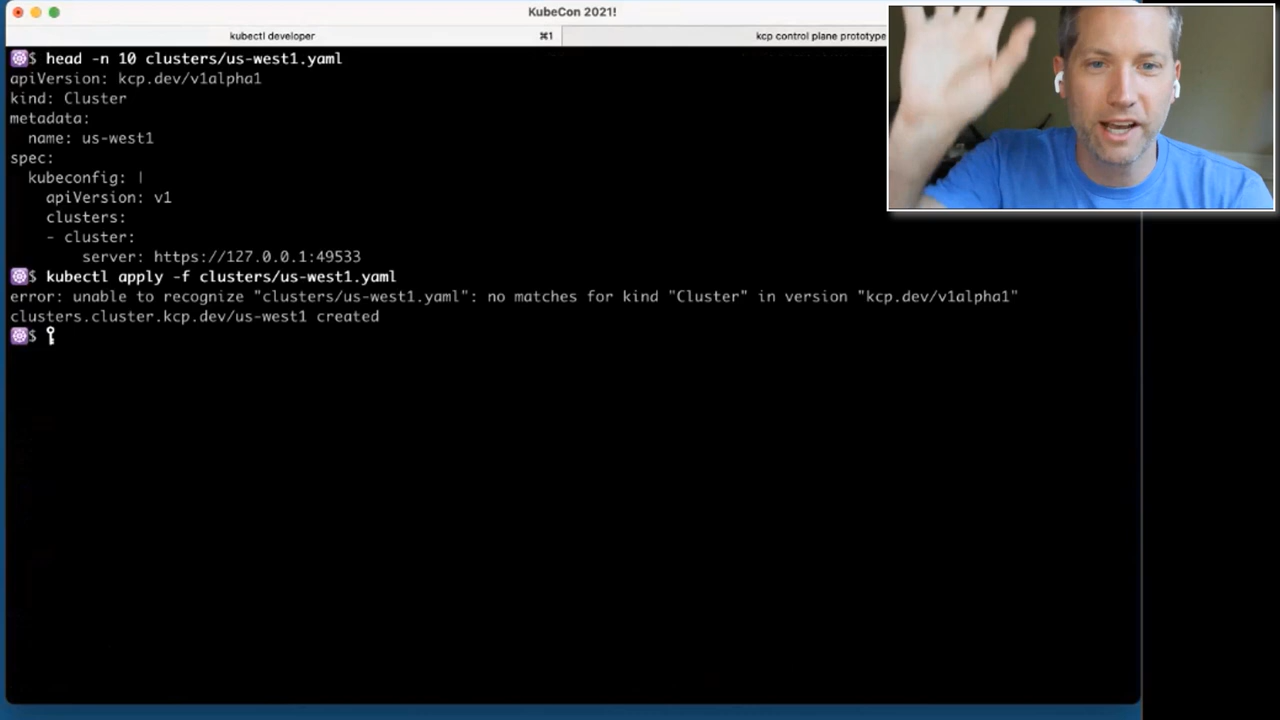 KubeCon 2021!
kubectl developer ⌘1 kcp control plane prototype
$ head -n 10 clusters/us-west1.yaml
apiVersion: kcp.dev/v1alpha1
kind: Cluster
metadata:
  name: us-west1
spec:
  kubeconfig: |
    apiVersion: v1
    clusters:
    - cluster:
        server: https://127.0.0.1:49533
$ kubectl apply -f clusters/us-west1.yaml
error: unable to recognize "clusters/us-west1.yaml": no matches for kind "Cluster" in version "kcp.dev/v1alpha1"
clusters.cluster.kcp.dev/us-west1 created
$